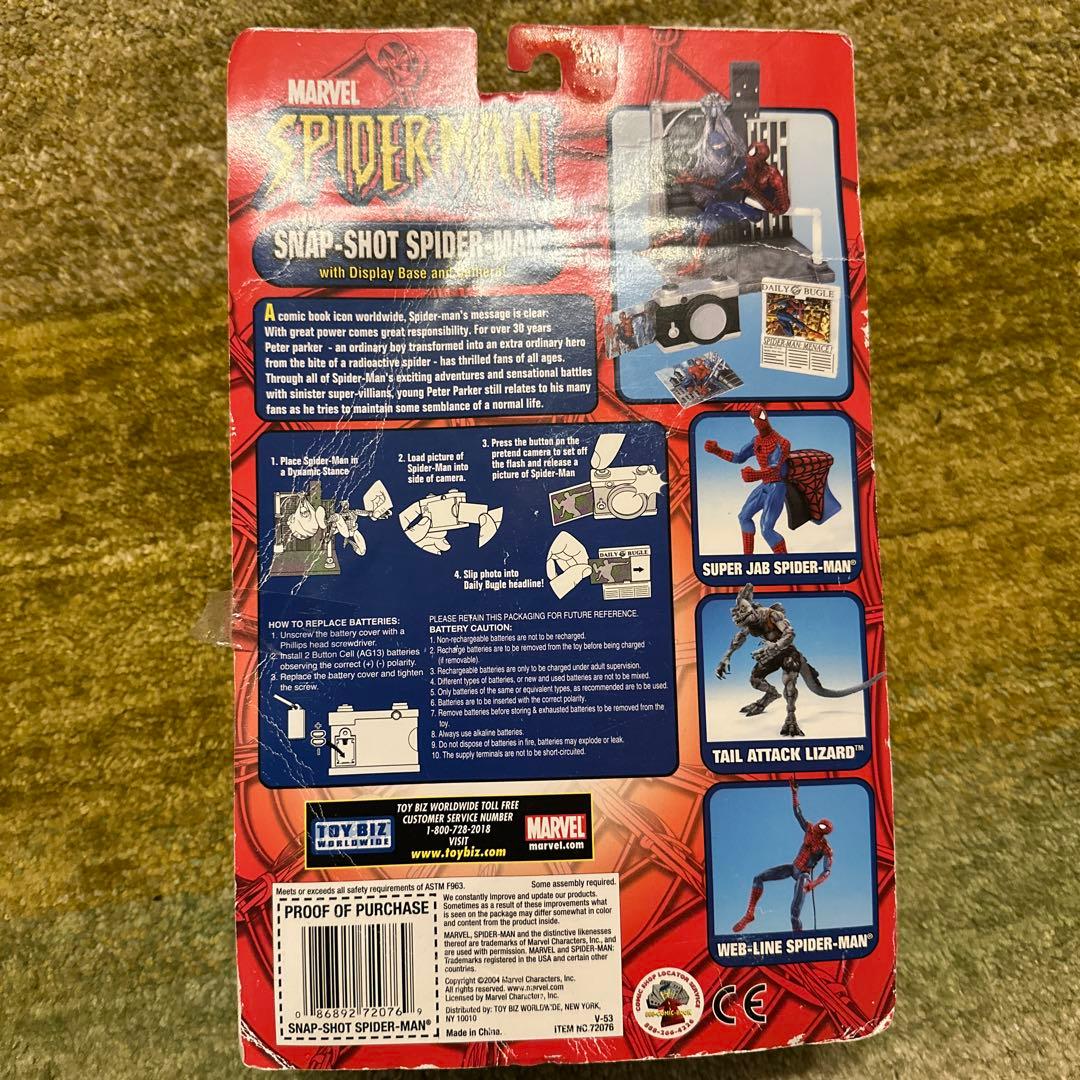 MARVEL
SPIDER-MAN
SNAP-SHOT SPIDER-MAN
with Display Base and Camera!
A comic book icon worldwide, Spider-man's message is clear:
With great power comes great responsibility. For over 30 years
Peter parker - an ordinary boy transformed into an extra ordinary hero
from the bite of a radioactive spider - has thrilled fans of all ages.
Through all of Spider-Man's exciting adventures and sensational battles
with sinister super-villians, young Peter Parker still relates to his many
fans as he tries to maintain some semblance of a normal life.
DAILY BUGLE
SPIDER-MAN: MENACE!
1. Place Spider-Man in
a Dynamic Stance
2. Load picture of
Spider-Man into
side of camera.
3. Press the button on the
pretend camera to set off
the flash and release a
picture of Spider-Man
4. Slip photo into
Daily Bugle headline!
DAILY BUGLE
HOW TO REPLACE BATTERIES:
1. Unscrew the battery cover with a
Phillips head screwdriver.
2. Install 2 Button Cell (AG13) batteries
observing the correct (+) (-) polarity.
3. Replace the battery cover and tighten
the screw.
PLEASE RETAIN THIS PACKAGING FOR FUTURE REFERENCE.
BATTERY CAUTION:
1. Non-rechargeable batteries are not to be recharged.
2. Recharge batteries are to be removed from the toy before being charged
(if removable).
3. Rechargeable batteries are only to be charged under adult supervision.
4. Different types of batteries, or new and used batteries are not to be mixed.
5. Only batteries of the same or equivalent types, as recommended are to be used.
6. Batteries are to be inserted with the correct polarity.
7. Remove batteries before storing & exhausted batteries to be removed from the
toy.
8. Always use alkaline batteries.
9. Do not dispose of batteries in fire, batteries may explode or leak.
10. The supply terminals are not to be short-circuited.
SUPER JAB SPIDER-MAN®
TAIL ATTACK LIZARD™
WEB-LINE SPIDER-MAN®
TOY BIZ
WORLDWIDE
TOY BIZ WORLDWIDE TOLL FREE
CUSTOMER SERVICE NUMBER
1-800-728-2018
VISIT
www.toybiz.com
MARVEL
marvel.com
Meets or exceeds all safety requirements of ASTM F963.
Some assembly required.
PROOF OF PURCHASE
0 86892 72076 9
SNAP-SHOT SPIDER-MAN®
We constantly improve and update our products.
Sometimes as a result of these improvements what
is seen on the package may differ somewhat in color
and content from the product inside.
MARVEL, SPIDER-MAN and the distinctive likenesses
thereof are trademarks of Marvel Characters, Inc., and
are used with permission. MARVEL and SPIDER-MAN:
Trademarks registered in the USA and certain other
countries.
Copyright ©2004 Marvel Characters, Inc.
All rights reserved. www.marvel.com
Licensed by Marvel Characters, Inc.
Distributed by: TOY BIZ WORLDWIDE, NEW YORK,
NY 10010
V-53
Made in China.
ITEM NO.72076
COMIC SHOP LOCATOR SERVICE
888-COMIC-BOOK
888-266-4226
CE